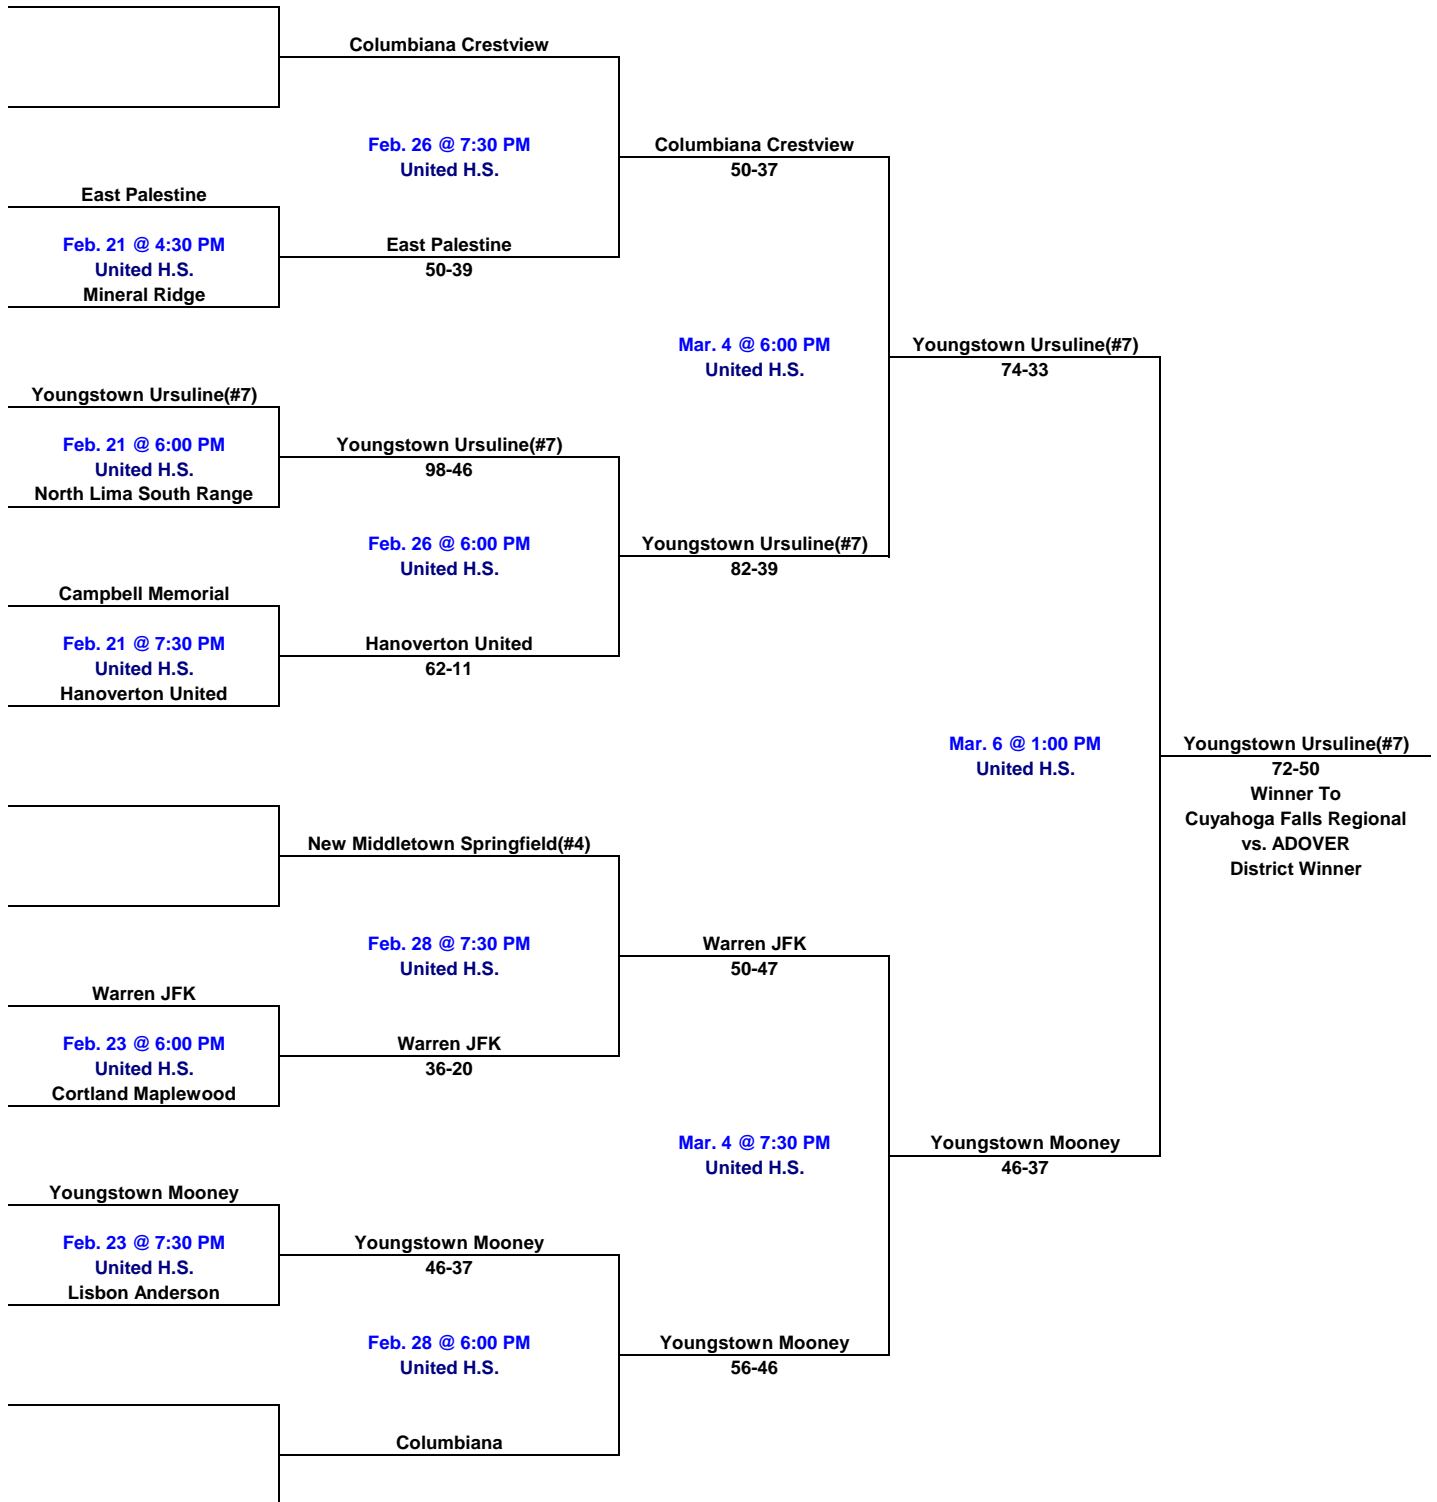 Columbiana Crestview
Feb. 26 @ 7:30 PM
United H.S.
Columbiana Crestview
50-37
East Palestine
Feb. 21 @ 4:30 PM
United H.S.
Mineral Ridge
East Palestine
50-39
Mar. 4 @ 6:00 PM
United H.S.
Youngstown Ursuline(#7)
74-33
Youngstown Ursuline(#7)
Feb. 21 @ 6:00 PM
United H.S.
North Lima South Range
Youngstown Ursuline(#7)
98-46
Feb. 26 @ 6:00 PM
United H.S.
Youngstown Ursuline(#7)
82-39
Campbell Memorial
Feb. 21 @ 7:30 PM
United H.S.
Hanoverton United
Hanoverton United
62-11
Mar. 6 @ 1:00 PM
United H.S.
Youngstown Ursuline(#7)
72-50
Winner To
Cuyahoga Falls Regional
vs. ADOVER
District Winner
New Middletown Springfield(#4)
Feb. 28 @ 7:30 PM
United H.S.
Warren JFK
50-47
Warren JFK
Feb. 23 @ 6:00 PM
United H.S.
Cortland Maplewood
Warren JFK
36-20
Mar. 4 @ 7:30 PM
United H.S.
Youngstown Mooney
46-37
Youngstown Mooney
Feb. 23 @ 7:30 PM
United H.S.
Lisbon Anderson
Youngstown Mooney
46-37
Feb. 28 @ 6:00 PM
United H.S.
Youngstown Mooney
56-46
Columbiana